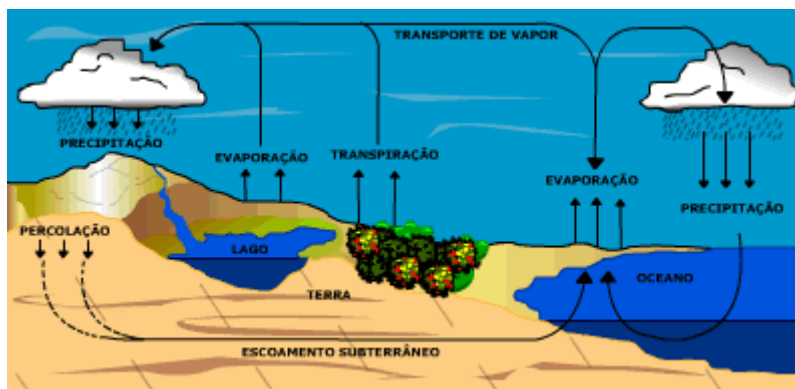 TRANSPORTE DE VAPOR
PRECIPITAÇÃO
EVAPORAÇÃO
TRANSPIRAÇÃO
EVAPORAÇÃO
PRECIPITAÇÃO
PERCOLAÇÃO
LAGO
OCEANO
TERRA
ESCOAMENTO SUBTERRÂNEO